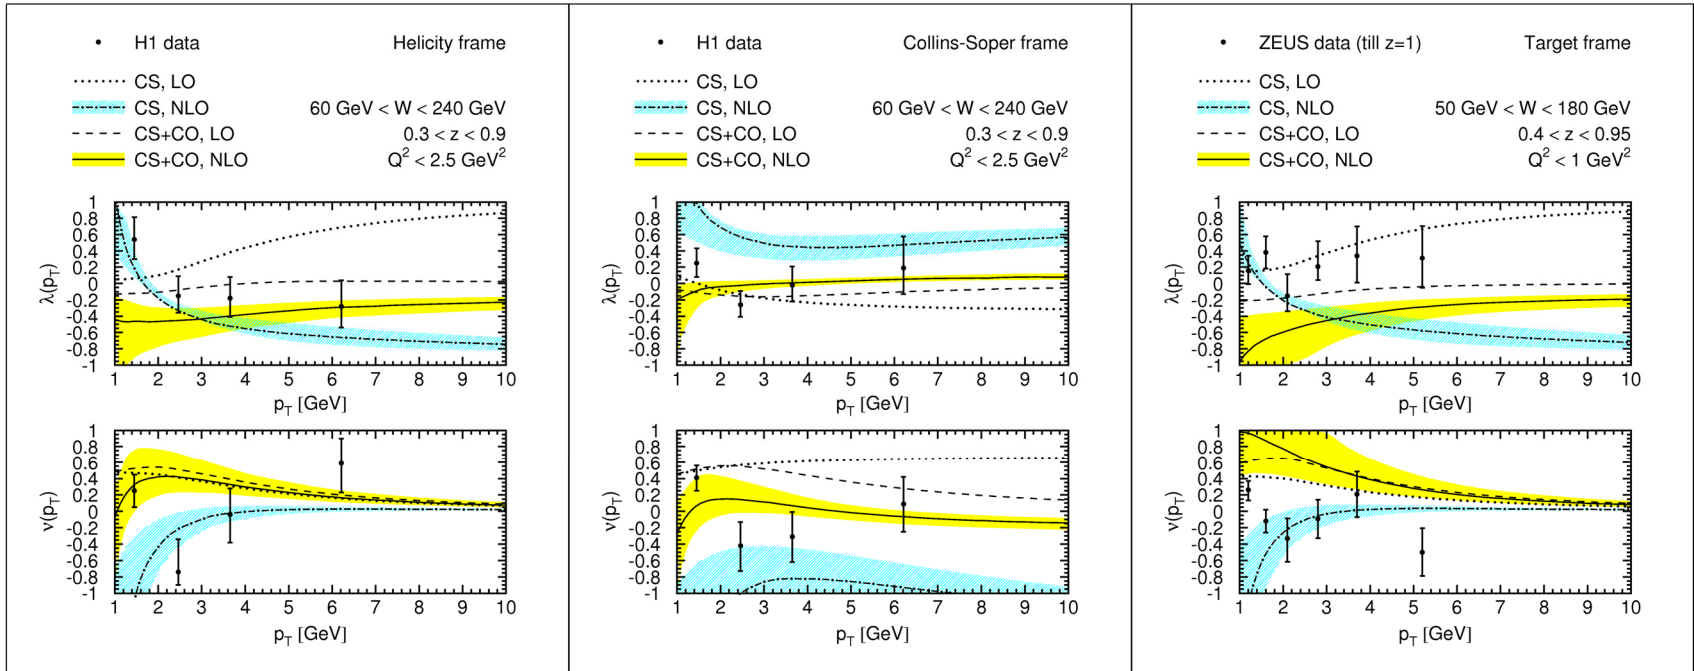 H1 data Helicity frame
CS, LO
CS, NLO 60 GeV < W < 240 GeV
CS+CO, LO 0.3 < z < 0.9
CS+CO, NLO Q² < 2.5 GeV²
λ(p_T)
1
0.8
0.6
0.4
0.2
0
-0.2
-0.4
-0.6
-0.8
-1
1 2 3 4 5 6 7 8 9 10
p_T [GeV]
ν(p_T)
1
0.8
0.6
0.4
0.2
0
-0.2
-0.4
-0.6
-0.8
-1
1 2 3 4 5 6 7 8 9 10
p_T [GeV]
H1 data Collins-Soper frame
CS, LO
CS, NLO 60 GeV < W < 240 GeV
CS+CO, LO 0.3 < z < 0.9
CS+CO, NLO Q² < 2.5 GeV²
λ(p_T)
1
0.8
0.6
0.4
0.2
0
-0.2
-0.4
-0.6
-0.8
-1
1 2 3 4 5 6 7 8 9 10
p_T [GeV]
ν(p_T)
1
0.8
0.6
0.4
0.2
0
-0.2
-0.4
-0.6
-0.8
-1
1 2 3 4 5 6 7 8 9 10
p_T [GeV]
ZEUS data (till z=1) Target frame
CS, LO
CS, NLO 50 GeV < W < 180 GeV
CS+CO, LO 0.4 < z < 0.95
CS+CO, NLO Q² < 1 GeV²
λ(p_T)
1
0.8
0.6
0.4
0.2
0
-0.2
-0.4
-0.6
-0.8
-1
1 2 3 4 5 6 7 8 9 10
p_T [GeV]
ν(p_T)
1
0.8
0.6
0.4
0.2
0
-0.2
-0.4
-0.6
-0.8
-1
1 2 3 4 5 6 7 8 9 10
p_T [GeV]